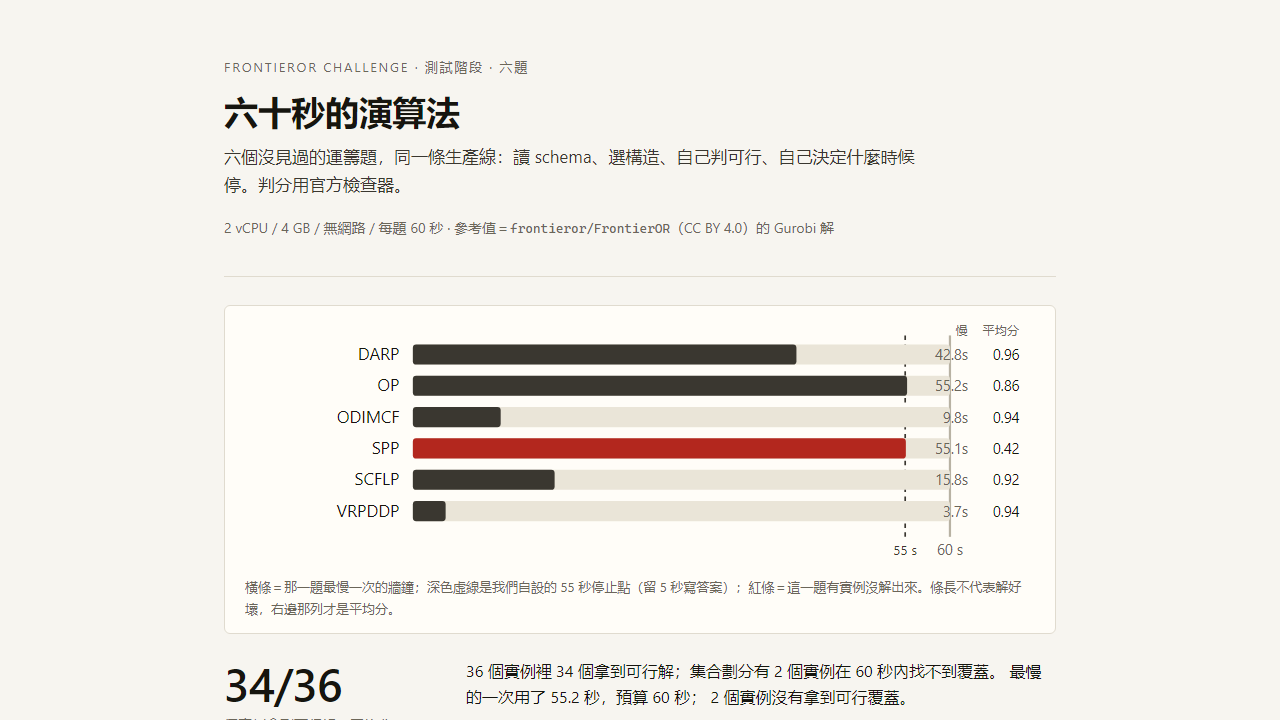 FRONTIEROR CHALLENGE · 測試階段 · 六題
六十秒的演算法
六個沒見過的運籌題，同一條生產線：讀 schema、選構造、自己判可行、自己決定什麼時候
停。判分用官方檢查器。
2 vCPU / 4 GB / 無網路 / 每題 60 秒 · 參考值 = frontieror/FrontierOR（CC BY 4.0）的 Gurobi 解
慢 平均分
DARP 42.8s 0.96
OP 55.2s 0.86
ODIMCF 9.8s 0.94
SPP 55.1s 0.42
SCFLP 15.8s 0.92
VRPDDP 3.7s 0.94
55 s 60 s
橫條 = 那一題最慢一次的牆鐘；深色虛線是我們自設的 55 秒停止點（留 5 秒寫答案）；紅條 = 這一題有實例沒解出來。條長不代表解好
壞，右邊那列才是平均分。
34/36
36 個實例裡 34 個拿到可行解；集合劃分有 2 個實例在 60 秒內找不到覆蓋。 最慢
的一次用了 55.2 秒，預算 60 秒； 2 個實例沒有拿到可行覆蓋。